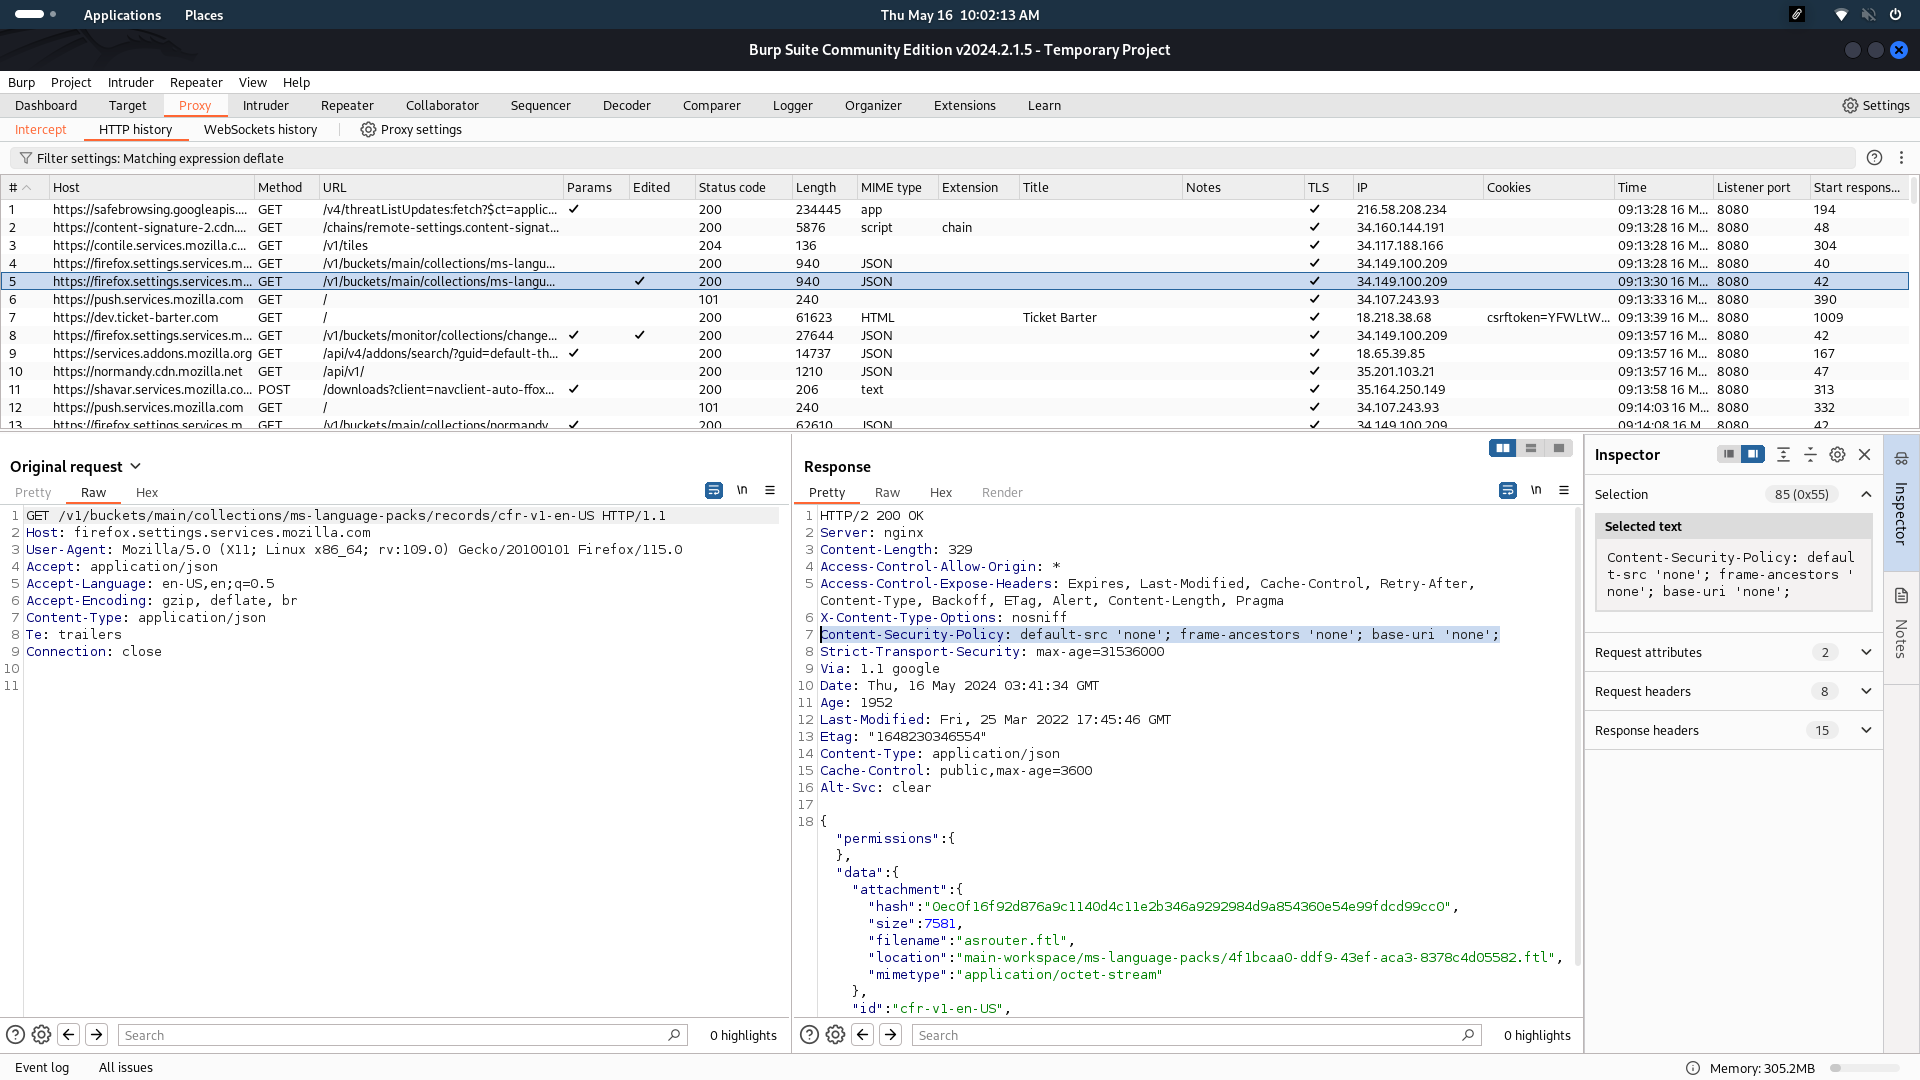 Applications Places Thu May 16 10:02:13 AM
Burp Suite Community Edition v2024.2.1.5 - Temporary Project
Burp Project Intruder Repeater View Help
Dashboard Target Proxy Intruder Repeater Collaborator Sequencer Decoder Comparer Logger Organizer Extensions Learn Settings
Intercept HTTP history WebSockets history Proxy settings
Filter settings: Matching expression deflate
# Host Method URL Params Edited Status code Length MIME type Extension Title Notes TLS IP Cookies Time Listener port Start respons...
1 https://safebrowsing.googleapis.... GET /v4/threatListUpdates:fetch?$ct=applic... ✓ 200 234445 app ✓ 216.58.208.234 09:13:28 16 M... 8080 194
2 https://content-signature-2.cdn.... GET /chains/remote-settings.content-signat... 200 5876 script chain ✓ 34.160.144.191 09:13:28 16 M... 8080 48
3 https://contile.services.mozilla.c... GET /v1/tiles 204 136 ✓ 34.117.188.166 09:13:28 16 M... 8080 304
4 https://firefox.settings.services.m... GET /v1/buckets/main/collections/ms-langu... 200 940 JSON ✓ 34.149.100.209 09:13:28 16 M... 8080 40
5 https://firefox.settings.services.m... GET /v1/buckets/main/collections/ms-langu... ✓ 200 940 JSON ✓ 34.149.100.209 09:13:30 16 M... 8080 42
6 https://push.services.mozilla.com GET / 101 240 ✓ 34.107.243.93 09:13:33 16 M... 8080 390
7 https://dev.ticket-barter.com GET / 200 61623 HTML Ticket Barter ✓ 18.218.38.68 csrftoken=YFWLtW... 09:13:39 16 M... 8080 1009
8 https://firefox.settings.services.m... GET /v1/buckets/monitor/collections/change... ✓ ✓ 200 27644 JSON ✓ 34.149.100.209 09:13:57 16 M... 8080 42
9 https://services.addons.mozilla.org GET /api/v4/addons/search/?guid=default-th... ✓ 200 14737 JSON ✓ 18.65.39.85 09:13:57 16 M... 8080 167
10 https://normandy.cdn.mozilla.net GET /api/v1/ 200 1210 JSON ✓ 35.201.103.21 09:13:57 16 M... 8080 47
11 https://shavar.services.mozilla.co... POST /downloads?client=navclient-auto-ffox... ✓ 200 206 text ✓ 35.164.250.149 09:13:58 16 M... 8080 313
12 https://push.services.mozilla.com GET / 101 240 ✓ 34.107.243.93 09:14:03 16 M... 8080 332
13 https://firefox.settings.services.m... GET /v1/buckets/main/collections/normandy... ✓ 200 62610 JSON ✓ 34.149.100.209 09:14:08 16 M... 8080 42
Original request
Pretty Raw Hex \n
1 GET /v1/buckets/main/collections/ms-language-packs/records/cfr-v1-en-US HTTP/1.1
2 Host: firefox.settings.services.mozilla.com
3 User-Agent: Mozilla/5.0 (X11; Linux x86_64; rv:109.0) Gecko/20100101 Firefox/115.0
4 Accept: application/json
5 Accept-Language: en-US,en;q=0.5
6 Accept-Encoding: gzip, deflate, br
7 Content-Type: application/json
8 Te: trailers
9 Connection: close
10
11
Search 0 highlights
Response
Pretty Raw Hex Render \n
1 HTTP/2 200 OK
2 Server: nginx
3 Content-Length: 329
4 Access-Control-Allow-Origin: *
5 Access-Control-Expose-Headers: Expires, Last-Modified, Cache-Control, Retry-After,
Content-Type, Backoff, ETag, Alert, Content-Length, Pragma
6 X-Content-Type-Options: nosniff
7 Content-Security-Policy: default-src 'none'; frame-ancestors 'none'; base-uri 'none';
8 Strict-Transport-Security: max-age=31536000
9 Via: 1.1 google
10 Date: Thu, 16 May 2024 03:41:34 GMT
11 Age: 1952
12 Last-Modified: Fri, 25 Mar 2022 17:45:46 GMT
13 Etag: "1648230346554"
14 Content-Type: application/json
15 Cache-Control: public,max-age=3600
16 Alt-Svc: clear
17
18 {
"permissions":{
},
"data":{
"attachment":{
"hash":"0ec0f16f92d876a9c1140d4c11e2b346a9292984d9a854360e54e99fdcd99cc0",
"size":7581,
"filename":"asrouter.ftl",
"location":"main-workspace/ms-language-packs/4f1bcaa0-ddf9-43ef-aca3-8378c4d05582.ftl",
"mimetype":"application/octet-stream"
},
"id":"cfr-v1-en-US",
Search 0 highlights
Inspector
Selection 85 (0x55)
Selected text
Content-Security-Policy: defaul
t-src 'none'; frame-ancestors '
none'; base-uri 'none';
Request attributes 2
Request headers 8
Response headers 15
Inspector
Notes
Event log All issues Memory: 305.2MB